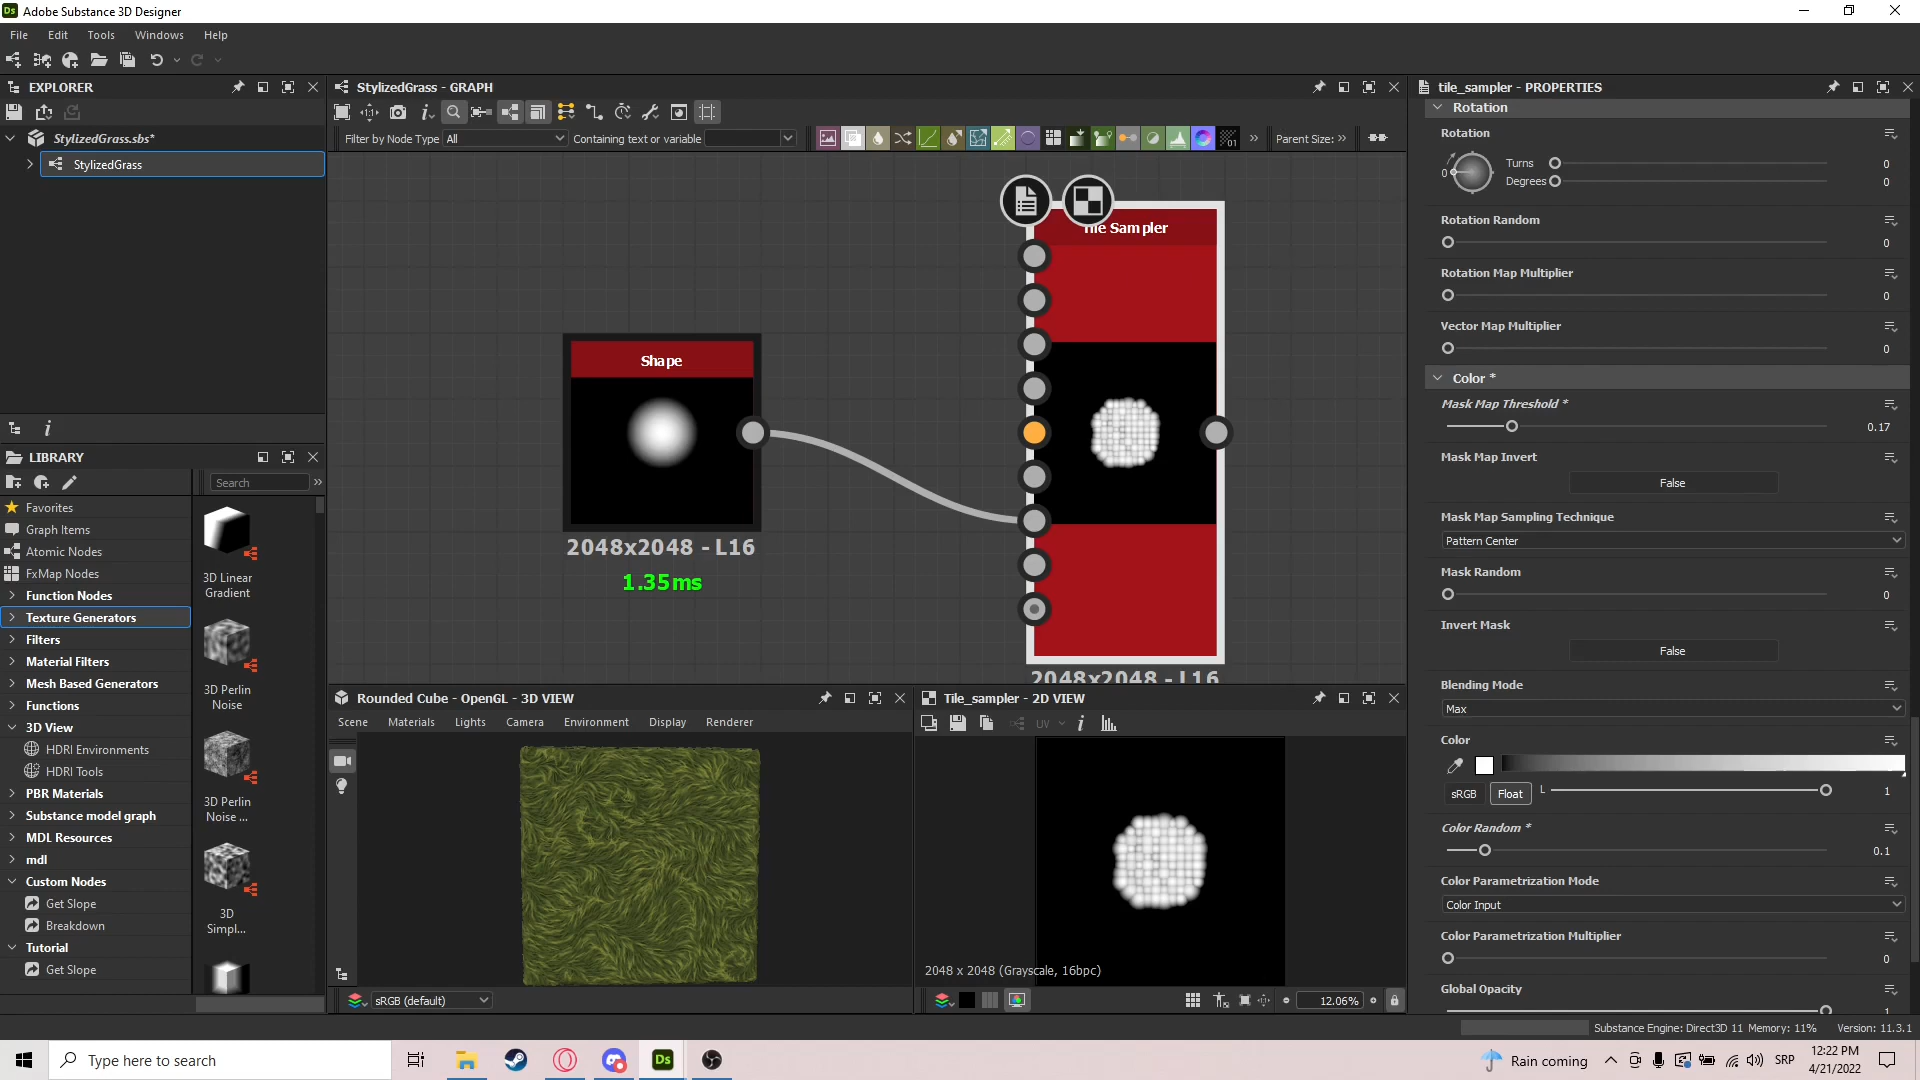 Adobe Substance 3D Designer
File Edit Tools Windows Help
EXPLORER
StylizedGrass.sbs*
StylizedGrass
LIBRARY
Search
Favorites
Graph Items
Atomic Nodes
FxMap Nodes
Function Nodes
Texture Generators
Filters
Material Filters
Mesh Based Generators
Functions
3D View
HDRI Environments
HDRI Tools
PBR Materials
Substance model graph
MDL Resources
mdl
Custom Nodes
Get Slope
Breakdown
Tutorial
Get Slope
3D Linear
Gradient
3D Perlin
Noise
3D Perlin
Noise ...
3D
Simpl...
StylizedGrass - GRAPH
Filter by Node Type All Containing text or variable Parent Size:
Shape
2048x2048 - L16
1.35ms
Tile Sampler
2048x2048 - L16
Rounded Cube - OpenGL - 3D VIEW
Scene Materials Lights Camera Environment Display Renderer
sRGB (default)
Tile_sampler - 2D VIEW
UV
2048 x 2048 (Grayscale, 16bpc)
12.06%
tile_sampler - PROPERTIES
Rotation
Rotation
0
Turns 0
Degrees 0
Rotation Random
0
Rotation Map Multiplier
0
Vector Map Multiplier
0
Color *
Mask Map Threshold *
0.17
Mask Map Invert
False
Mask Map Sampling Technique
Pattern Center
Mask Random
0
Invert Mask
False
Blending Mode
Max
Color
sRGB Float L 1
Color Random *
0.1
Color Parametrization Mode
Color Input
Color Parametrization Multiplier
0
Global Opacity
1
Substance Engine: Direct3D 11 Memory: 11% Version: 11.3.1
Type here to search
Ds
Rain coming
SRP
12:22 PM
4/21/2022